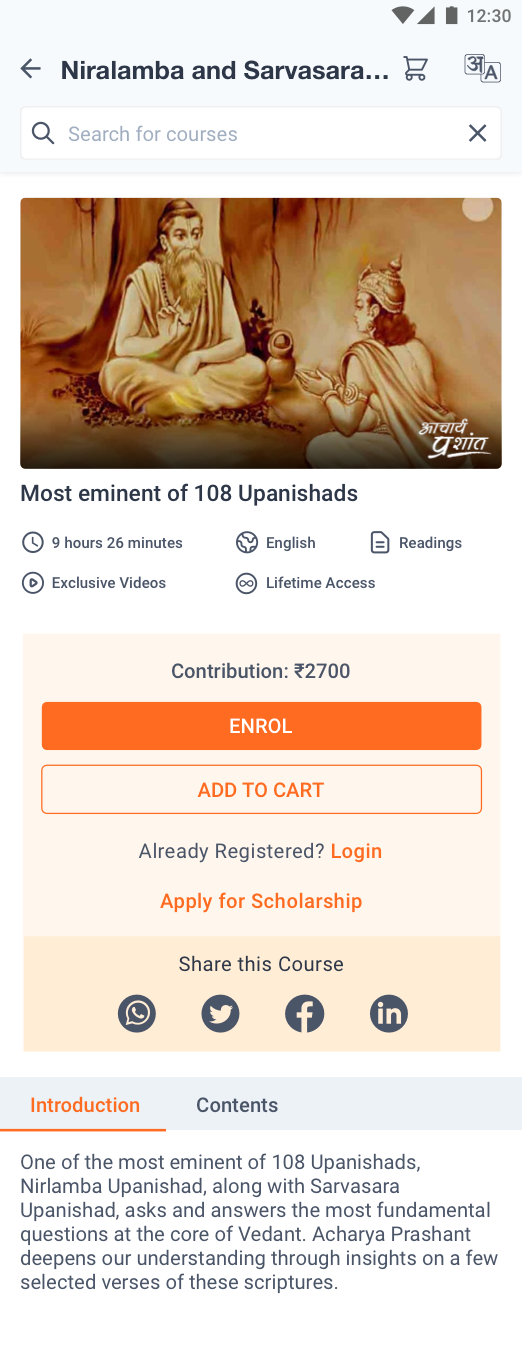 12:30
Niralamba and Sarvasara...
अ A
Search for courses
आचार्य
प्रशांत
Most eminent of 108 Upanishads
9 hours 26 minutes
English
Readings
Exclusive Videos
Lifetime Access
Contribution: ₹2700
ENROL
ADD TO CART
Already Registered? Login
Apply for Scholarship
Share this Course
in
Introduction
Contents
One of the most eminent of 108 Upanishads,
Nirlamba Upanishad, along with Sarvasara
Upanishad, asks and answers the most fundamental
questions at the core of Vedant. Acharya Prashant
deepens our understanding through insights on a few
selected verses of these scriptures.